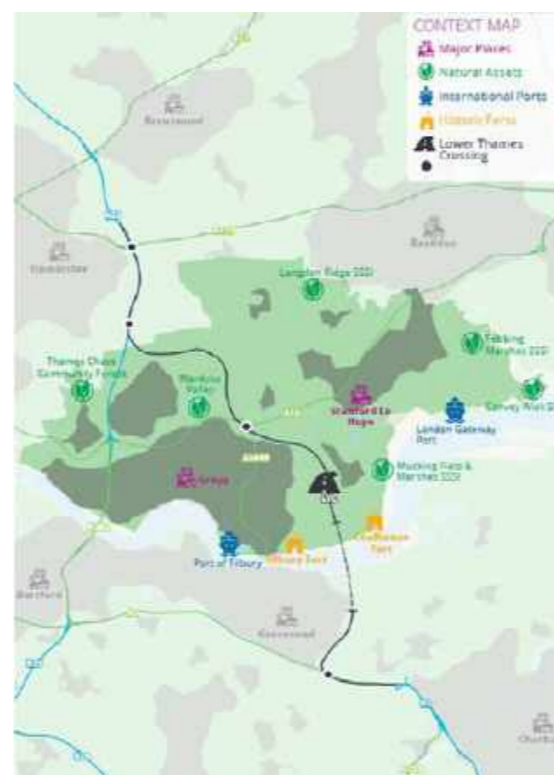 CONTEXT MAP
Major Places
Natural Assets
International Ports
Historic Forts
Lower Thames
Crossing
Brentwood
Basildon
Langdon Ridge SSSI
Fobbing
Marshes SSSI
Thames Chase
Community Forest
Mardyke
Valley
Stanford Le
Hope
London Gateway
Port
Mucking Flats &
Marshes SSSI
Grays
Coalhouse
Fort
Port of Tilbury
Tilbury Fort
Dartford
Gravesend